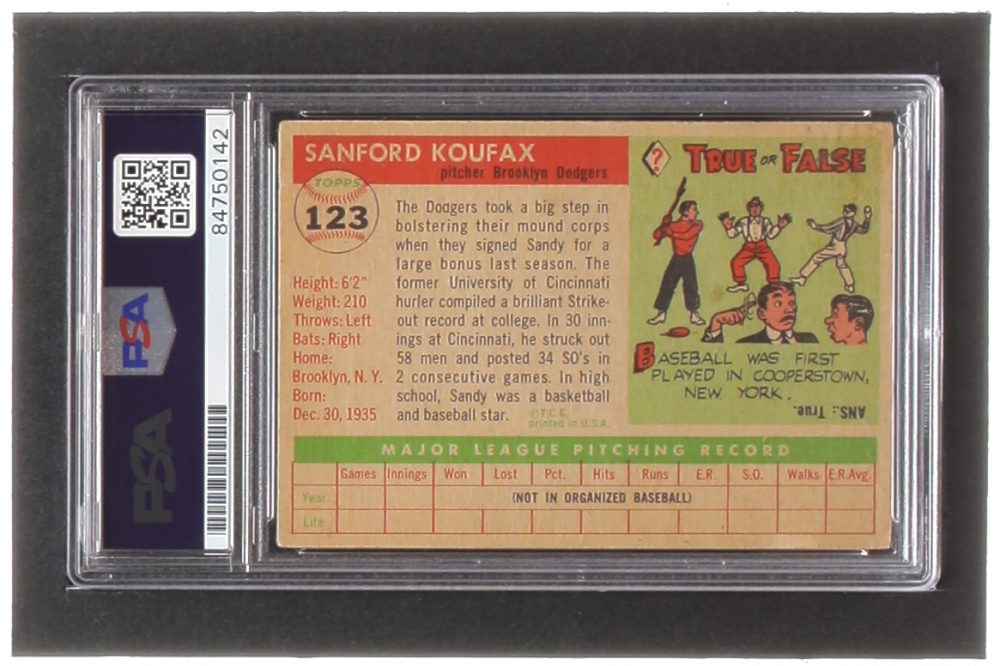 84750142
PSA
PSA
SANFORD KOUFAX
pitcher Brooklyn Dodgers
TOPPS
123
Height: 6'2"
Weight: 210
Throws: Left
Bats: Right
Home:
Brooklyn, N. Y.
Born:
Dec. 30, 1935
The Dodgers took a big step in
bolstering their mound corps
when they signed Sandy for a
large bonus last season. The
former University of Cincinnati
hurler compiled a brilliant Strike-
out record at college. In 30 inn-
ings at Cincinnati, he struck out
58 men and posted 34 SO's in
2 consecutive games. In high
school, Sandy was a basketball
and baseball star.
©T.C.G.
printed in U.S.A.
?
TRUE OR FALSE
BASEBALL WAS FIRST
PLAYED IN COOPERSTOWN,
NEW YORK.
ANS.: True.
MAJOR LEAGUE PITCHING RECORD
Games Innings Won Lost Pct. Hits Runs E.R. S.O. Walks E.R.Avg.
Year (NOT IN ORGANIZED BASEBALL)
Life